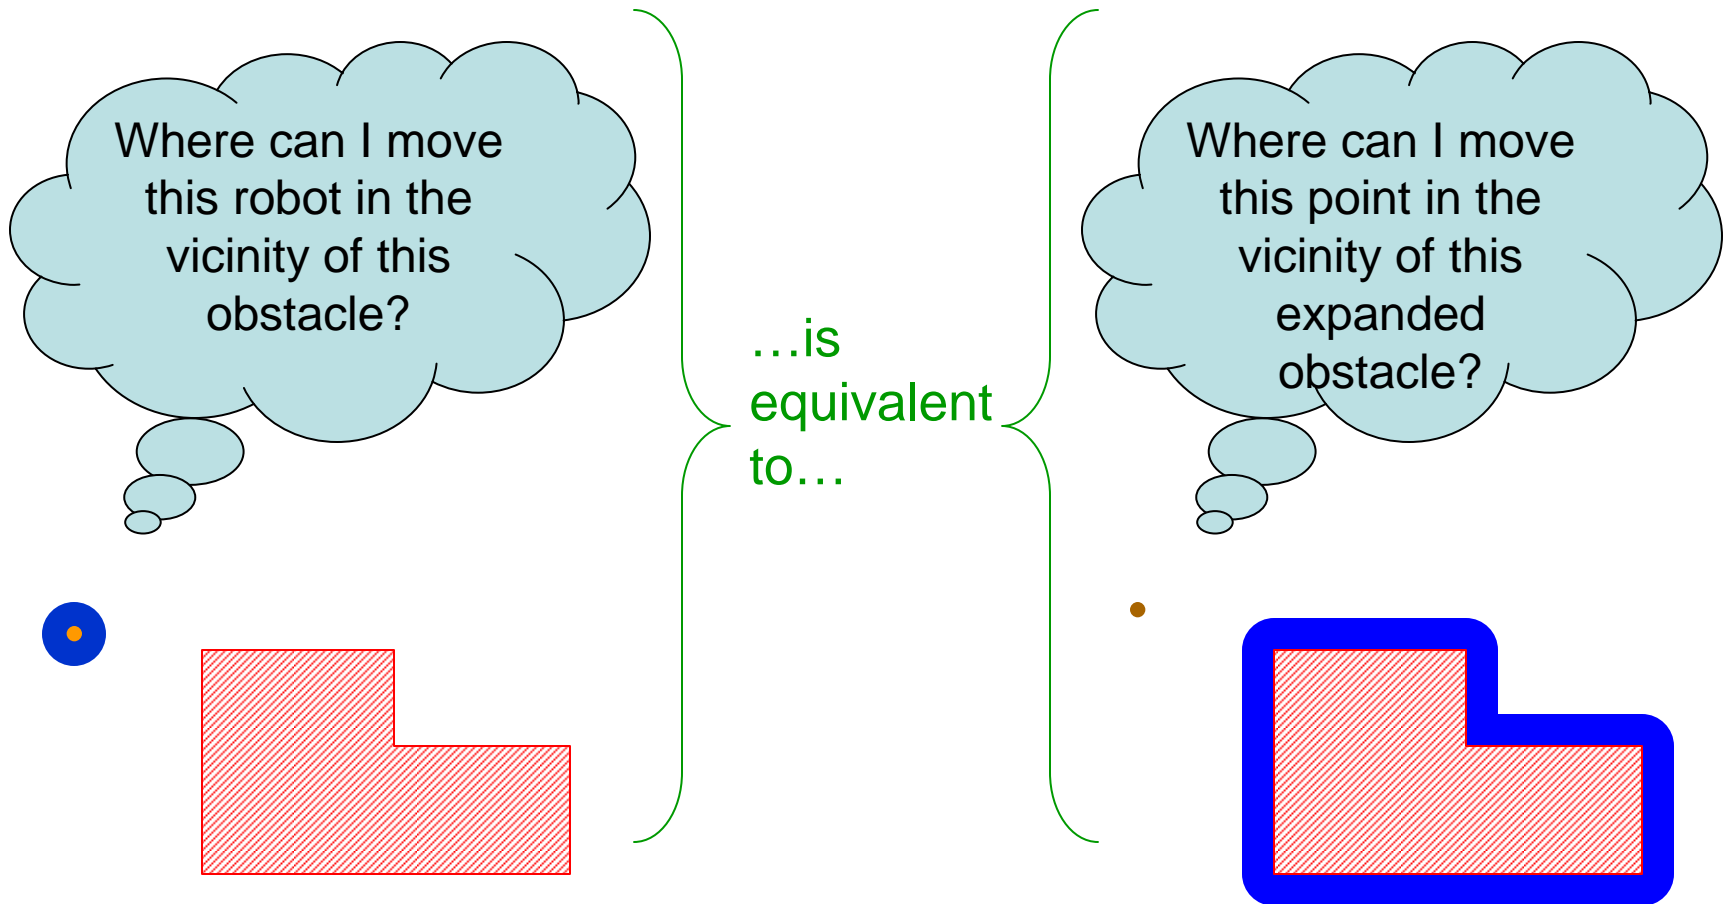 Where can I move
this robot in the
vicinity of this
obstacle?
…is
equivalent
to…
Where can I move
this point in the
vicinity of this
expanded
obstacle?